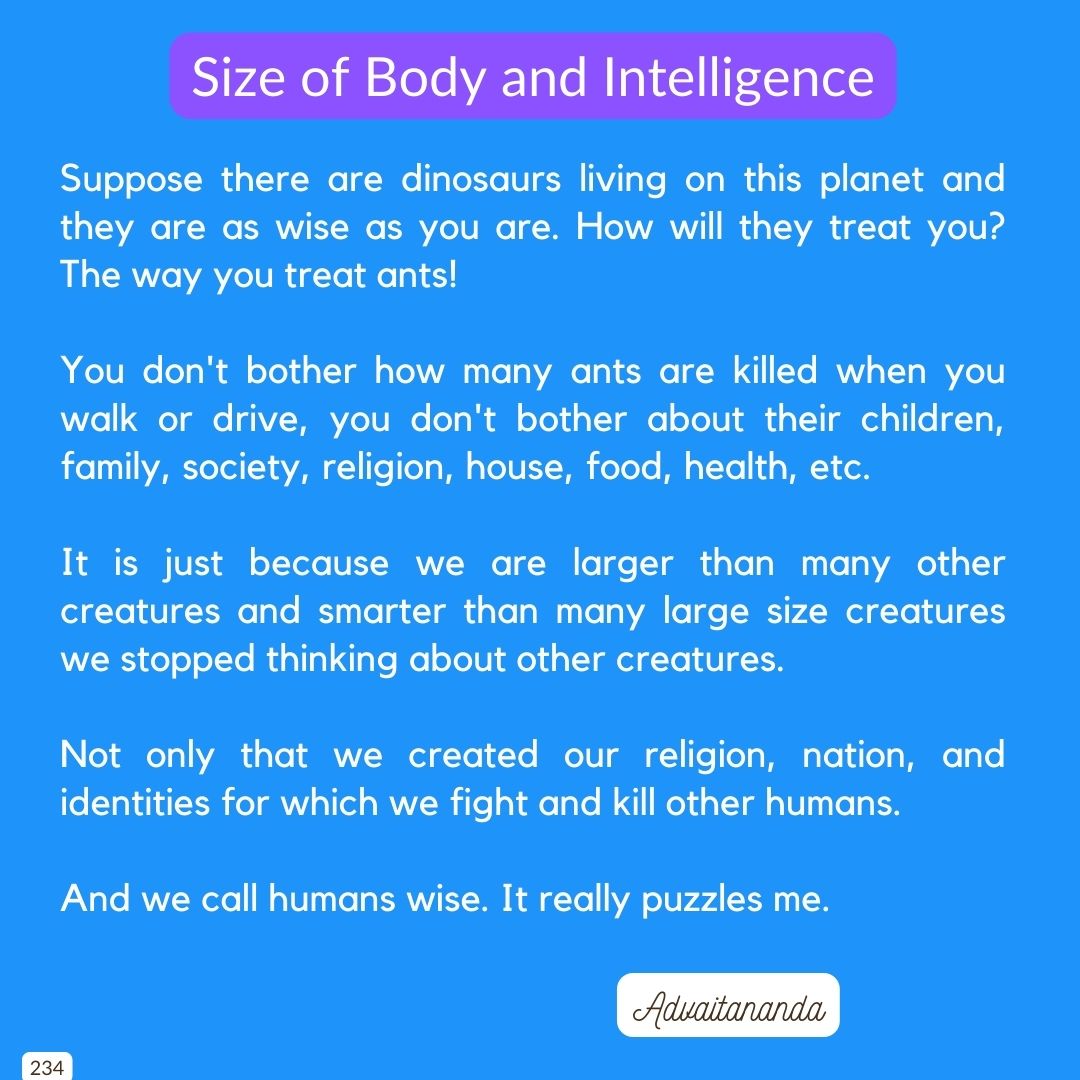 Size of Body and Intelligence
Suppose there are dinosaurs living on this planet and
they are as wise as you are. How will they treat you?
The way you treat ants!
You don't bother how many ants are killed when you
walk or drive, you don't bother about their children,
family, society, religion, house, food, health, etc.
It is just because we are larger than many other
creatures and smarter than many large size creatures
we stopped thinking about other creatures.
Not only that we created our religion, nation, and
identities for which we fight and kill other humans.
And we call humans wise. It really puzzles me.
Advaitananda
234